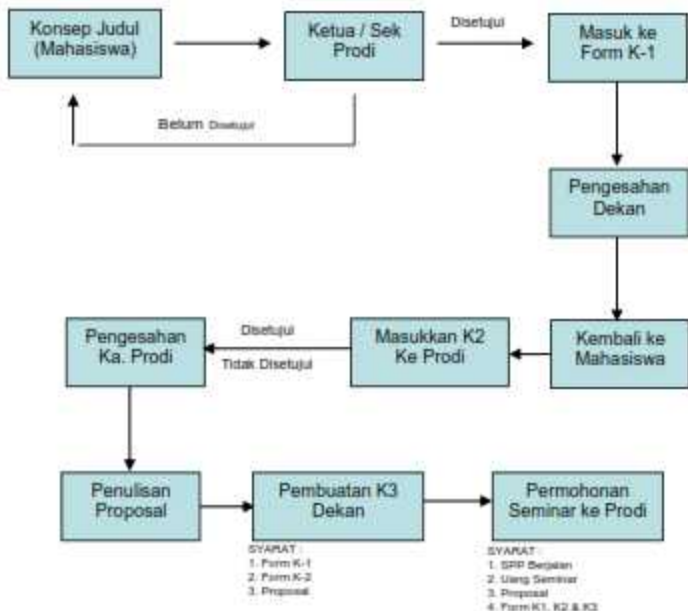 Konsep Judul
(Mahasiswa)
Ketua / Sek
Prodi
Disetujui
Masuk ke
Form K-1
Belum Disetujui
Pengesahan
Dekan
Pengesahan
Ka. Prodi
Disetujui
Tidak Disetujui
Masukkan K2
Ke Prodi
Kembali ke
Mahasiswa
Penulisan
Proposal
Pembuatan K3
Dekan
Permohonan
Seminar ke Prodi
SYARAT :
1. Form K-1
2. Form K-2
3. Proposal
SYARAT :
1. SPP Berjalan
2. Uang Seminar
3. Proposal
4. Form K1, K2 & K3